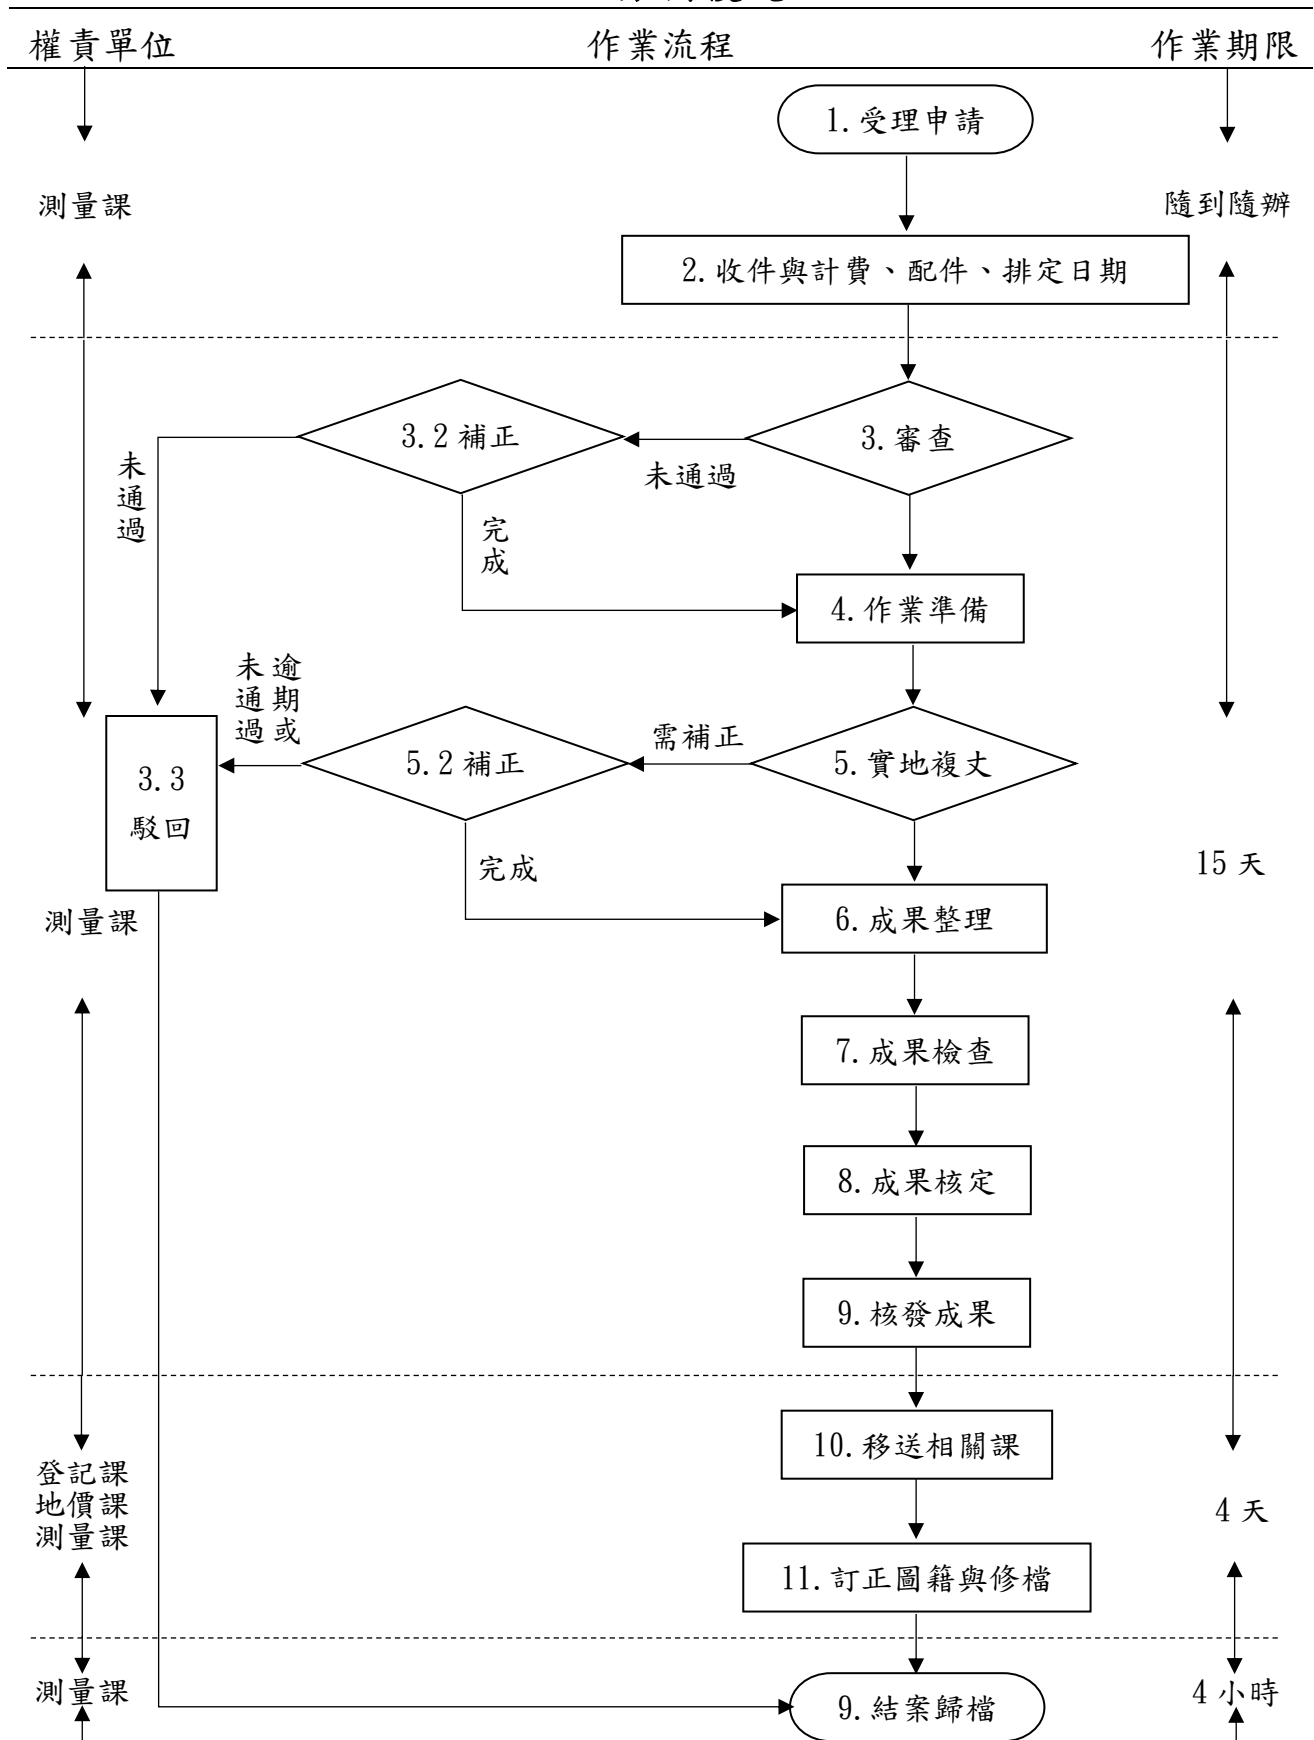 權責單位 作業流程 作業期限
1.受理申請
測量課 隨到隨辦
2.收件與計費、配件、排定日期
3.2補正 3.審查
未通過
未通過
完成
4.作業準備
逾期或
未通過
需補正
5.2補正 5.實地複丈
3.3
駁回
完成
15天
測量課
6.成果整理
7.成果檢查
8.成果核定
9.核發成果
10.移送相關課
登記課
地價課
測量課
4天
11.訂正圖籍與修檔
測量課 4小時
9.結案歸檔